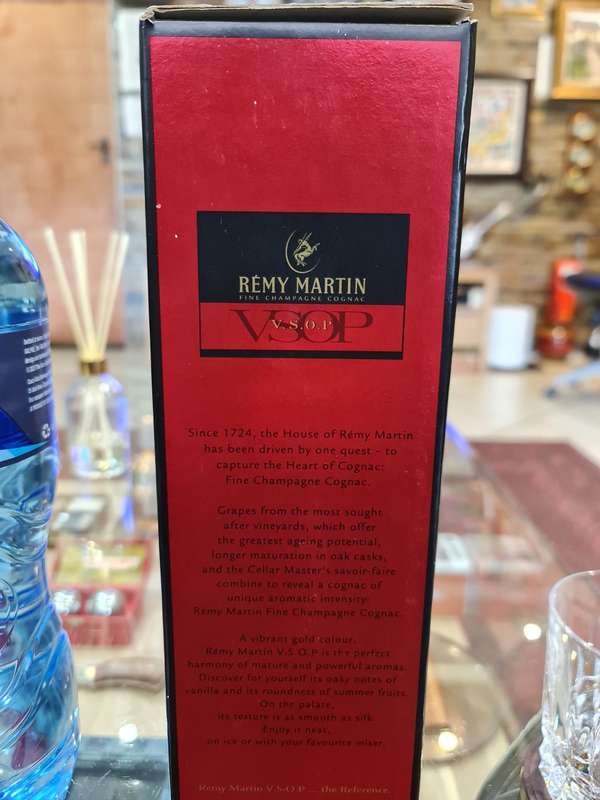 RÉMY MARTIN
FINE CHAMPAGNE COGNAC
VSOP
V.S.O.P
Since 1724, the House of Rémy Martin
has been driven by one quest - to
capture the Heart of Cognac:
Fine Champagne Cognac.
Grapes from the most sought
after vineyards, which offer
the greatest ageing potential,
longer maturation in oak casks,
and the Cellar Master's savoir-faire
combine to reveal a cognac of
unique aromatic intensity:
Rémy Martin Fine Champagne Cognac.
A vibrant gold colour,
Rémy Martin V.S.O.P is the perfect
harmony of mature and powerful aromas.
Discover for yourself its oaky notes of
vanilla and its roundness of summer fruits.
On the palate,
its texture is as smooth as silk.
Enjoy it neat,
on ice or with your favourite mixer.
Rémy Martin V.S.O.P ... the Reference.